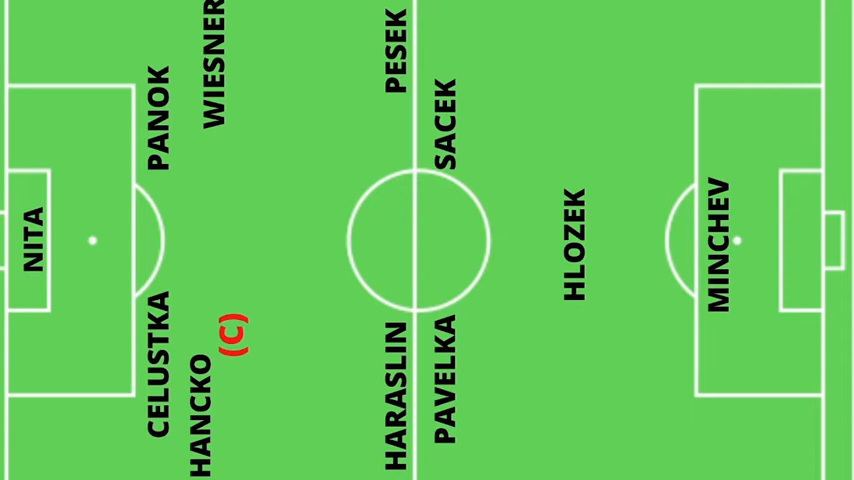 NITA
PANOK
CELUSTKA
WIESNER
HANCKO
(C)
PESEK
HARASLIN
SACEK
PAVELKA
HLOZEK
MINCHEV